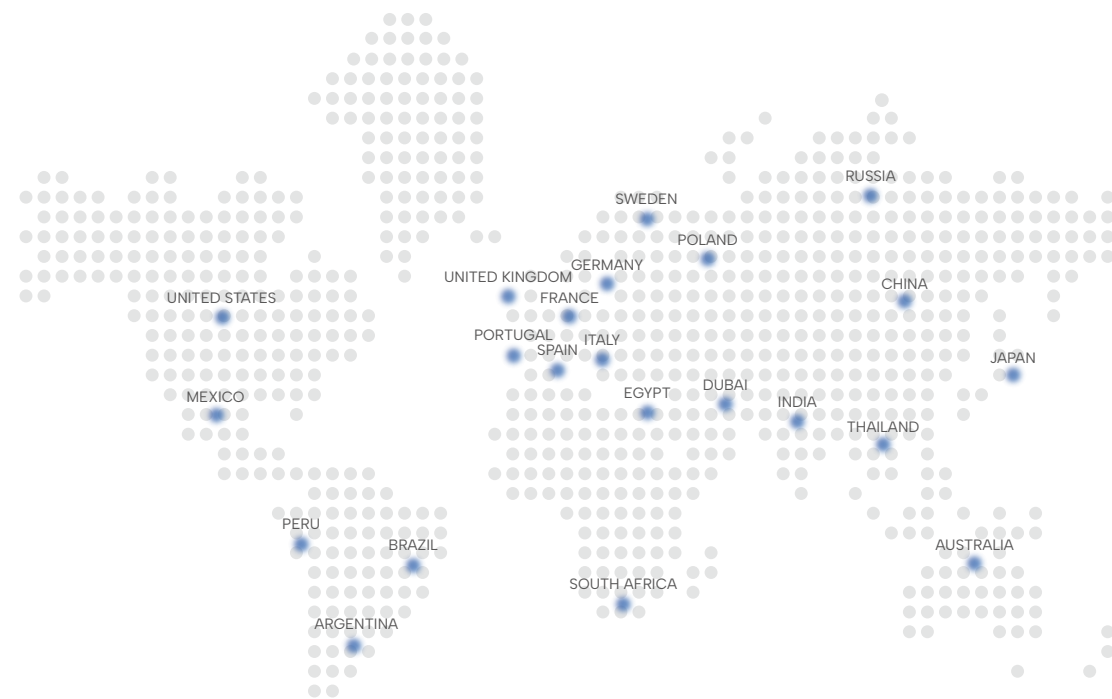 RUSSIA
SWEDEN
POLAND
GERMANY
UNITED KINGDOM
CHINA
UNITED STATES
FRANCE
PORTUGAL
ITALY
SPAIN
JAPAN
DUBAI
EGYPT
MEXICO
INDIA
THAILAND
PERU
BRAZIL
AUSTRALIA
SOUTH AFRICA
ARGENTINA